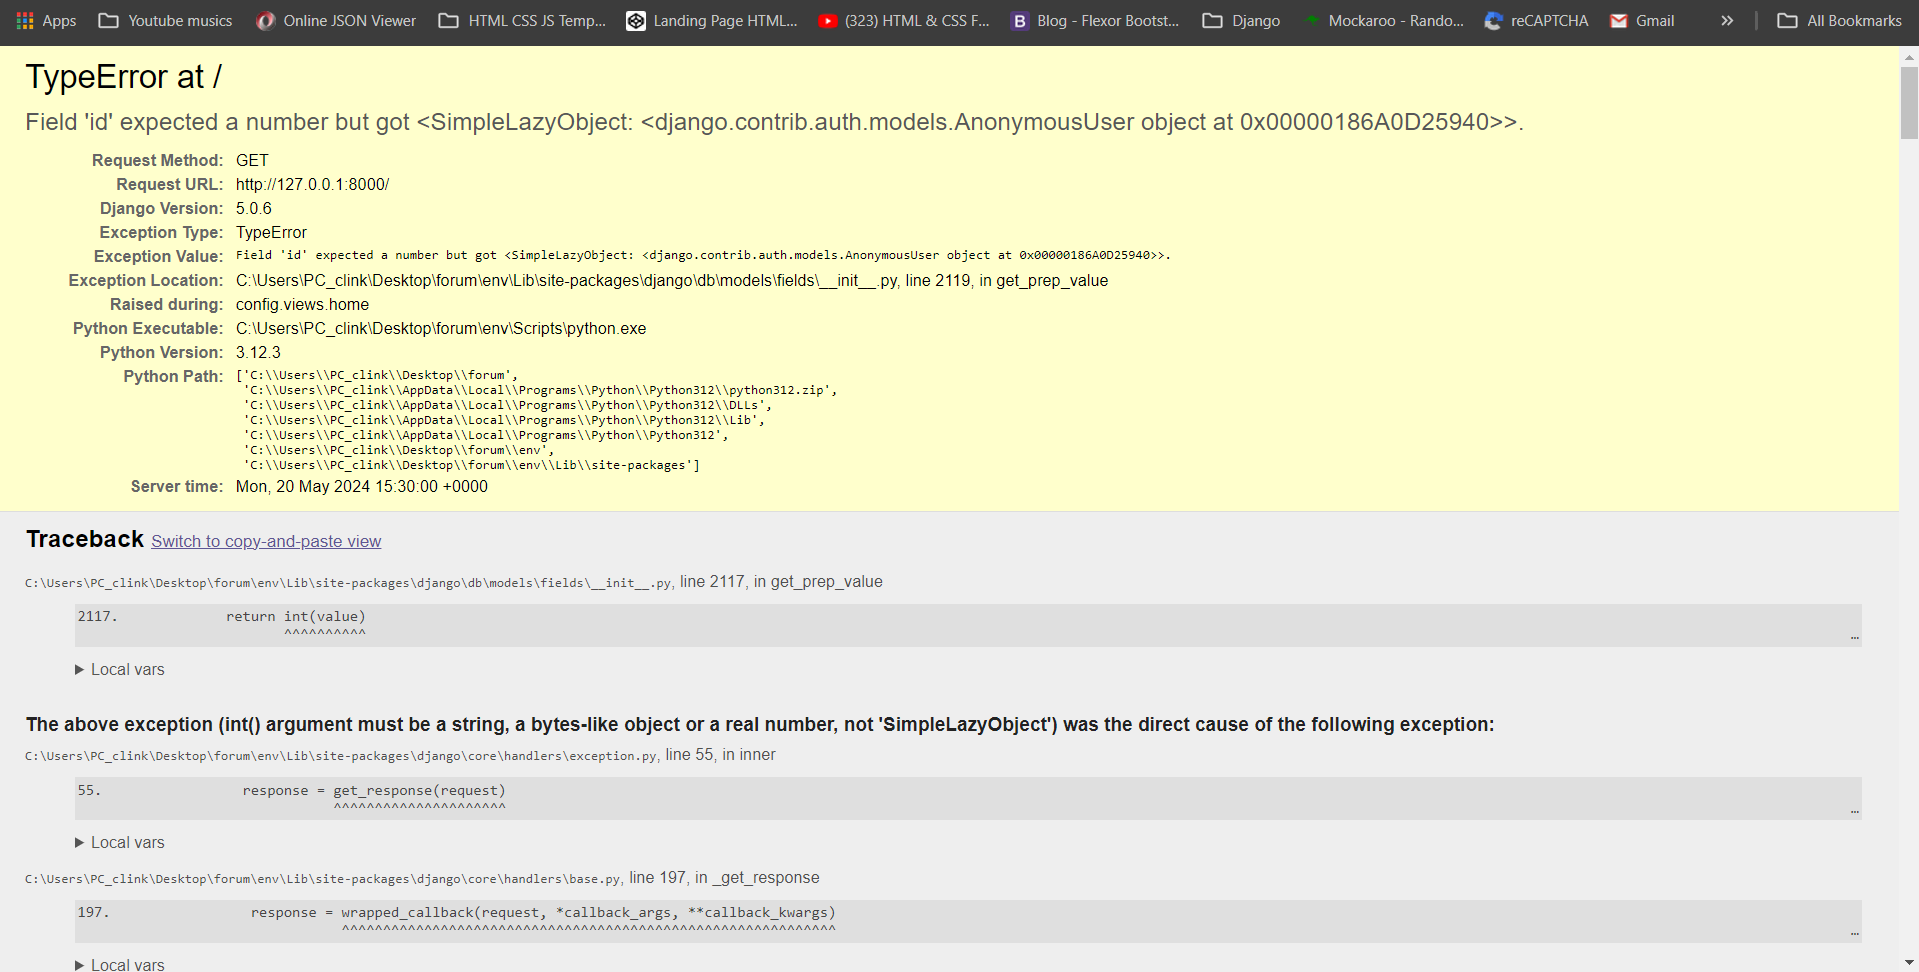 Apps Youtube musics Online JSON Viewer HTML CSS JS Temp... Landing Page HTML... (323) HTML & CSS F... B Blog - Flexor Bootst... Django Mockaroo - Rando... reCAPTCHA Gmail » All Bookmarks
TypeError at /
Field 'id' expected a number but got <SimpleLazyObject: <django.contrib.auth.models.AnonymousUser object at 0x00000186A0D25940>>.
Request Method: GET
Request URL: http://127.0.0.1:8000/
Django Version: 5.0.6
Exception Type: TypeError
Exception Value: Field 'id' expected a number but got <SimpleLazyObject: <django.contrib.auth.models.AnonymousUser object at 0x00000186A0D25940>>.
Exception Location: C:\Users\PC_clink\Desktop\forum\env\Lib\site-packages\django\db\models\fields\__init__.py, line 2119, in get_prep_value
Raised during: config.views.home
Python Executable: C:\Users\PC_clink\Desktop\forum\env\Scripts\python.exe
Python Version: 3.12.3
Python Path: ['C:\\Users\\PC_clink\\Desktop\\forum',
'C:\\Users\\PC_clink\\AppData\\Local\\Programs\\Python\\Python312\\python312.zip',
'C:\\Users\\PC_clink\\AppData\\Local\\Programs\\Python\\Python312\\DLLs',
'C:\\Users\\PC_clink\\AppData\\Local\\Programs\\Python\\Python312\\Lib',
'C:\\Users\\PC_clink\\AppData\\Local\\Programs\\Python\\Python312',
'C:\\Users\\PC_clink\\Desktop\\forum\\env',
'C:\\Users\\PC_clink\\Desktop\\forum\\env\\Lib\\site-packages']
Server time: Mon, 20 May 2024 15:30:00 +0000
Traceback Switch to copy-and-paste view
C:\Users\PC_clink\Desktop\forum\env\Lib\site-packages\django\db\models\fields\__init__.py, line 2117, in get_prep_value
2117. return int(value)
^^^^^^^^^^ …
▶ Local vars
The above exception (int() argument must be a string, a bytes-like object or a real number, not 'SimpleLazyObject') was the direct cause of the following exception:
C:\Users\PC_clink\Desktop\forum\env\Lib\site-packages\django\core\handlers\exception.py, line 55, in inner
55. response = get_response(request)
^^^^^^^^^^^^^^^^^^^^^ …
▶ Local vars
C:\Users\PC_clink\Desktop\forum\env\Lib\site-packages\django\core\handlers\base.py, line 197, in _get_response
197. response = wrapped_callback(request, *callback_args, **callback_kwargs)
^^^^^^^^^^^^^^^^^^^^^^^^^^^^^^^^^^^^^^^^^^^^^^^^^^^^^^^^^^^^ …
▶ Local vars